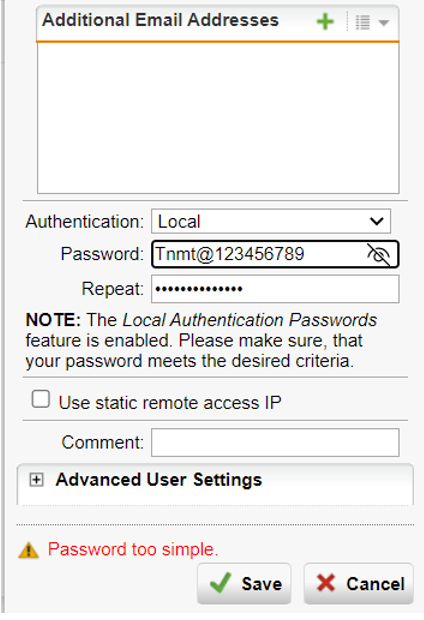 Additional Email Addresses
Authentication: Local
Password: Tnmt@123456789
Repeat: ••••••••••••••
NOTE: The Local Authentication Passwords
feature is enabled. Please make sure, that
your password meets the desired criteria.
Use static remote access IP
Comment:
Advanced User Settings
Password too simple.
Save Cancel